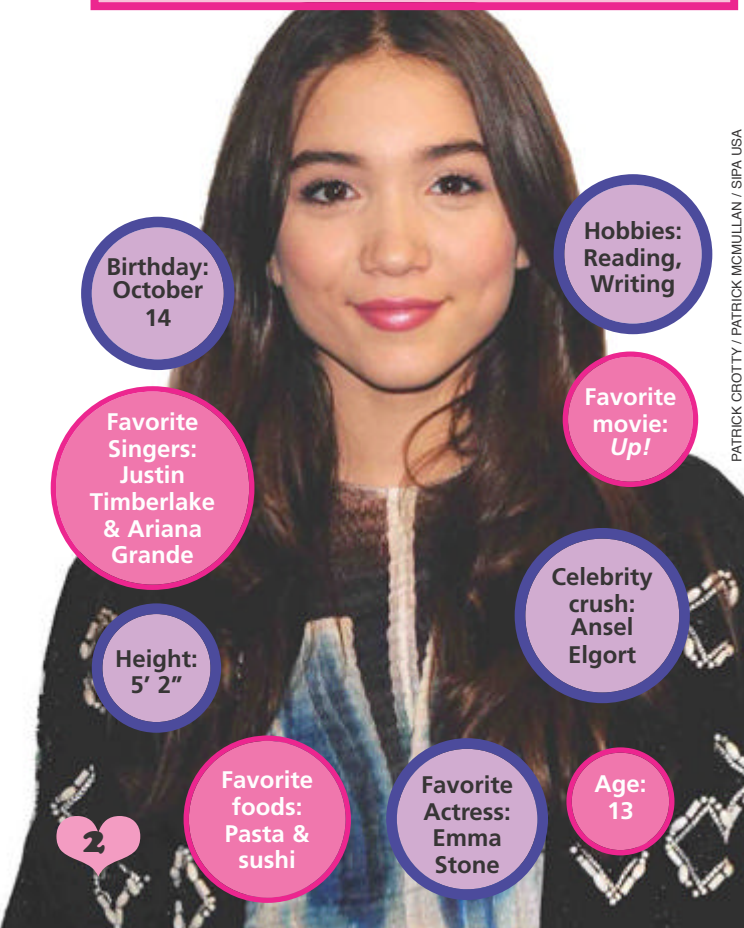 Birthday:
October
14
Hobbies:
Reading,
Writing
Favorite
movie:
Up!
Favorite
Singers:
Justin
Timberlake
& Ariana
Grande
Celebrity
crush:
Ansel
Elgort
Height:
5’ 2”
Favorite
foods:
Pasta &
sushi
Favorite
Actress:
Emma
Stone
Age:
13
2
PATRICK CROTTY / PATRICK MCMULLAN / SIPA USA